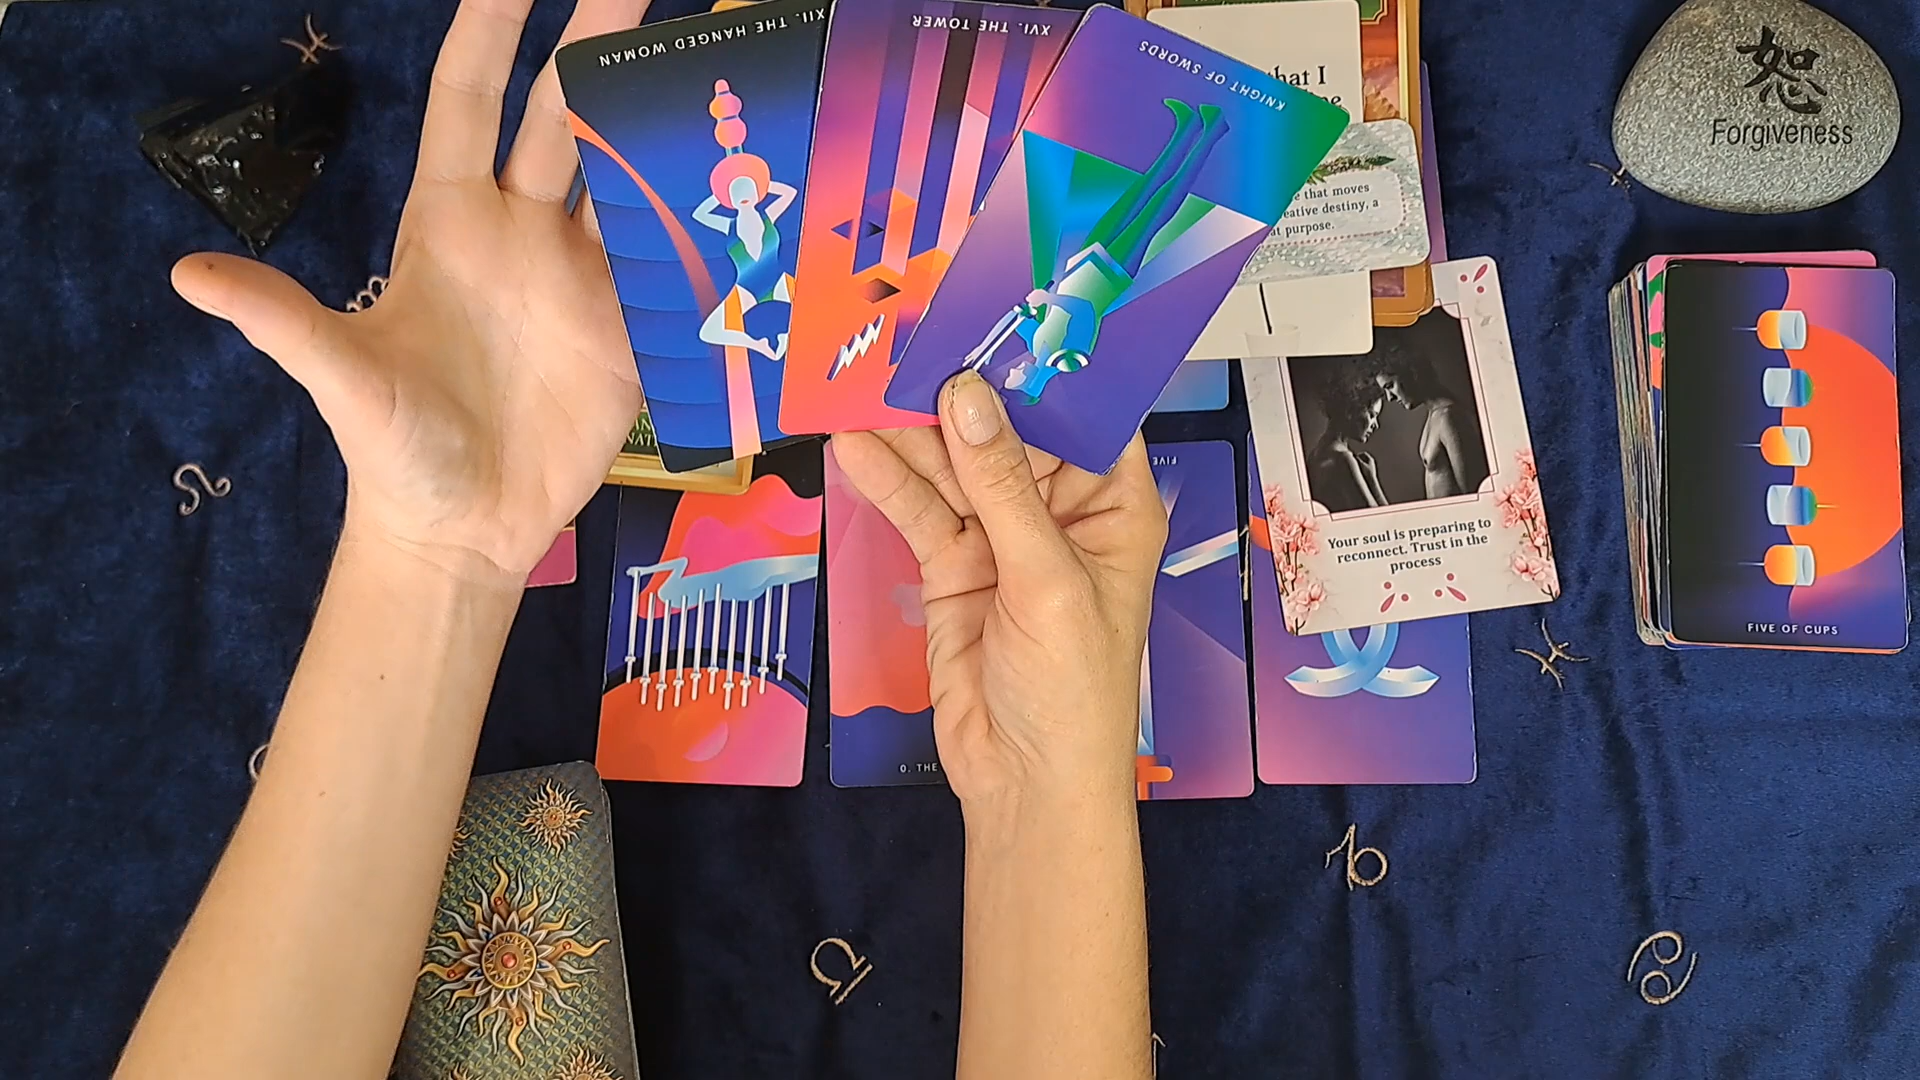 XII. THE HANGED WOMAN
XVI. THE TOWER
KNIGHT OF SWORDS
that I
e that moves
eative destiny, a
at purpose.
恕
Forgiveness
FIVE
Your soul is preparing to
reconnect. Trust in the
process
FIVE OF CUPS
0. THE